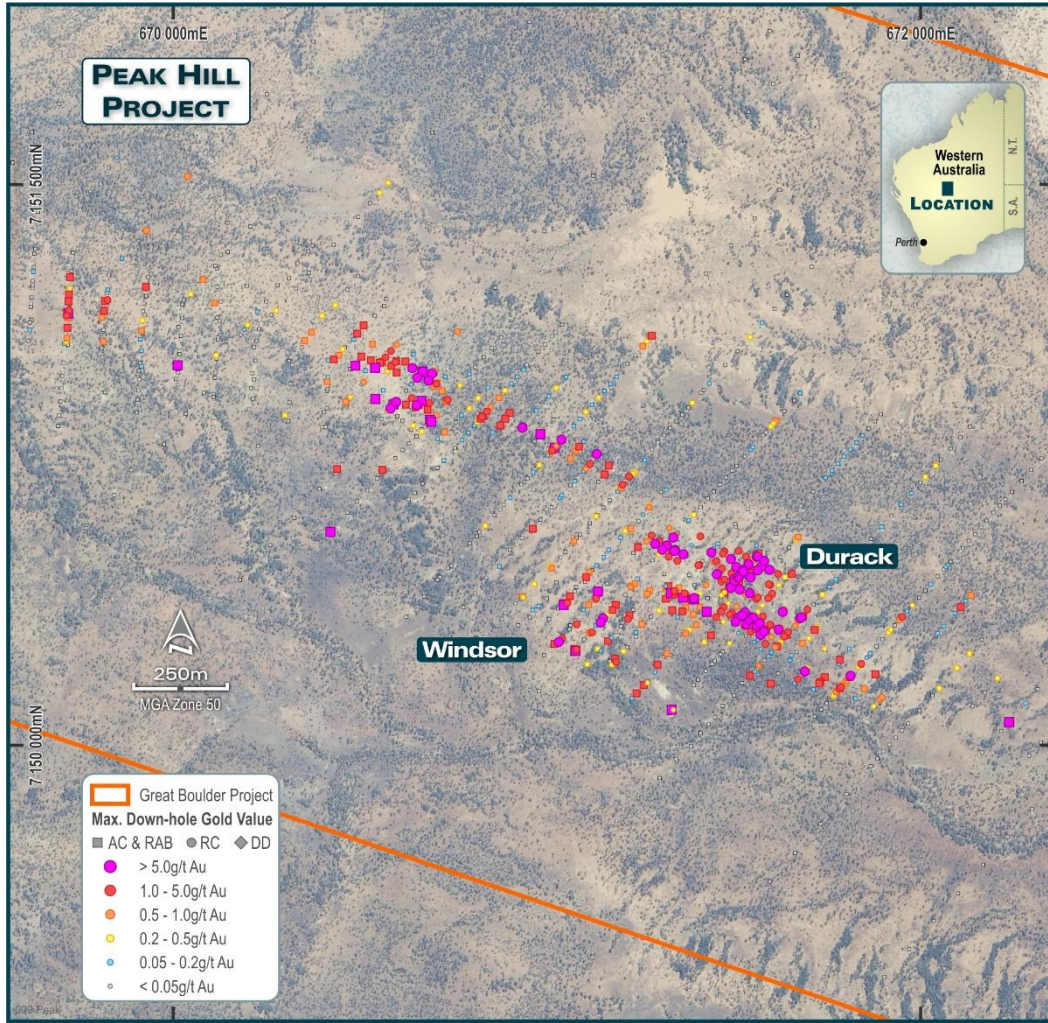 670 000mE
672 000mE
PEAK HILL
PROJECT
7 151 500mN
Western
Australia
N.T.
LOCATION
S.A.
Perth
Durack
Windsor
250m
MGA Zone 50
7 150 000mN
Great Boulder Project
Max. Down-hole Gold Value
AC & RAB RC DD
> 5.0g/t Au
1.0 - 5.0g/t Au
0.5 - 1.0g/t Au
0.2 - 0.5g/t Au
0.05 - 0.2g/t Au
< 0.05g/t Au